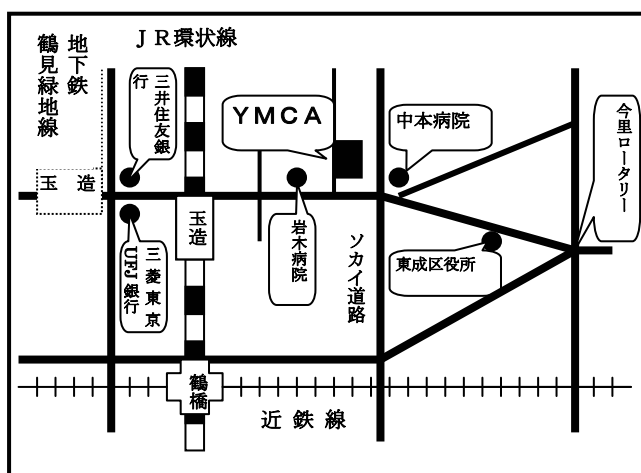 ＪＲ環状線
地下鉄
鶴見緑地線
三井住友銀
行
ＹＭＣＡ
中本病院
今里ロータリー
玉造
玉造
岩木病院
ソカイ道路
東成区役所
三菱東京
UFJ銀行
鶴橋
近鉄線